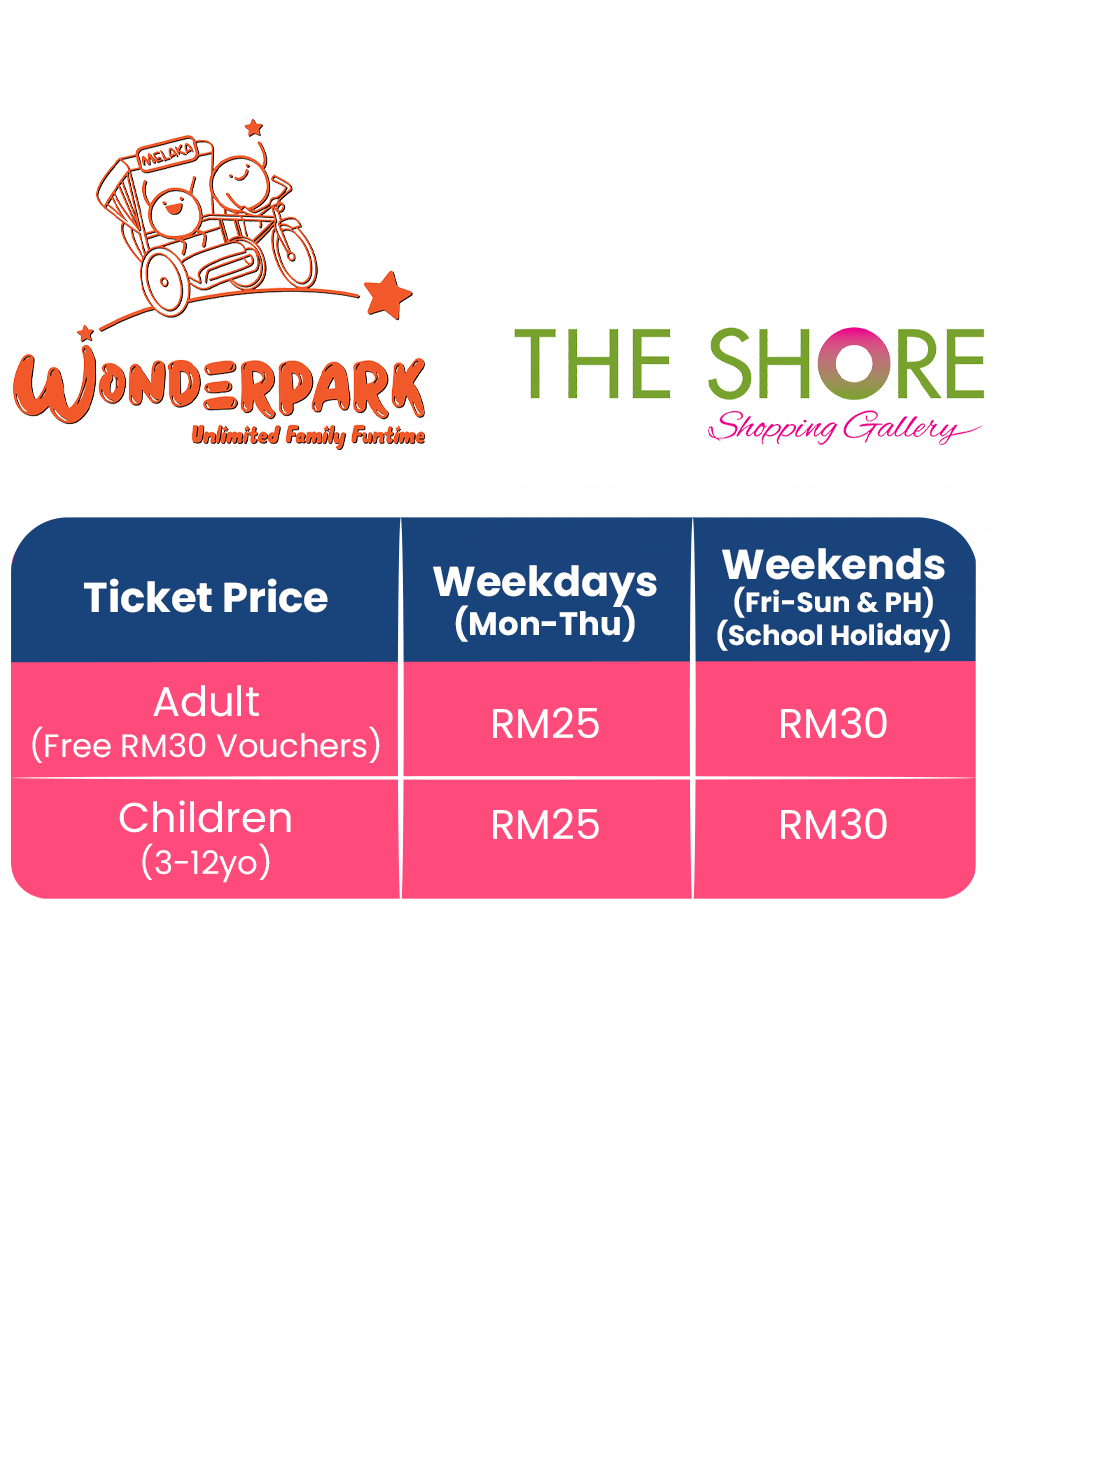 MELAKA
WONDERPARK
Unlimited Family Funtime
THE SHORE
Shopping Gallery
Ticket Price
Weekdays
(Mon-Thu)
Weekends
(Fri-Sun & PH)
(School Holiday)
Adult
(Free RM30 Vouchers)
RM25
RM30
Children
(3-12yo)
RM25
RM30